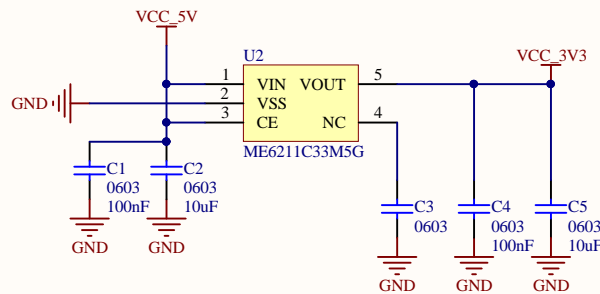 VCC_5V
U2
VCC_3V3
1 VIN VOUT 5
GND 2 VSS
3 CE NC 4
ME6211C33M5G
C1
0603
100nF
C2
0603
10uF
C3
0603
C4
0603
100nF
C5
0603
10uF
GND
GND
GND
GND
GND